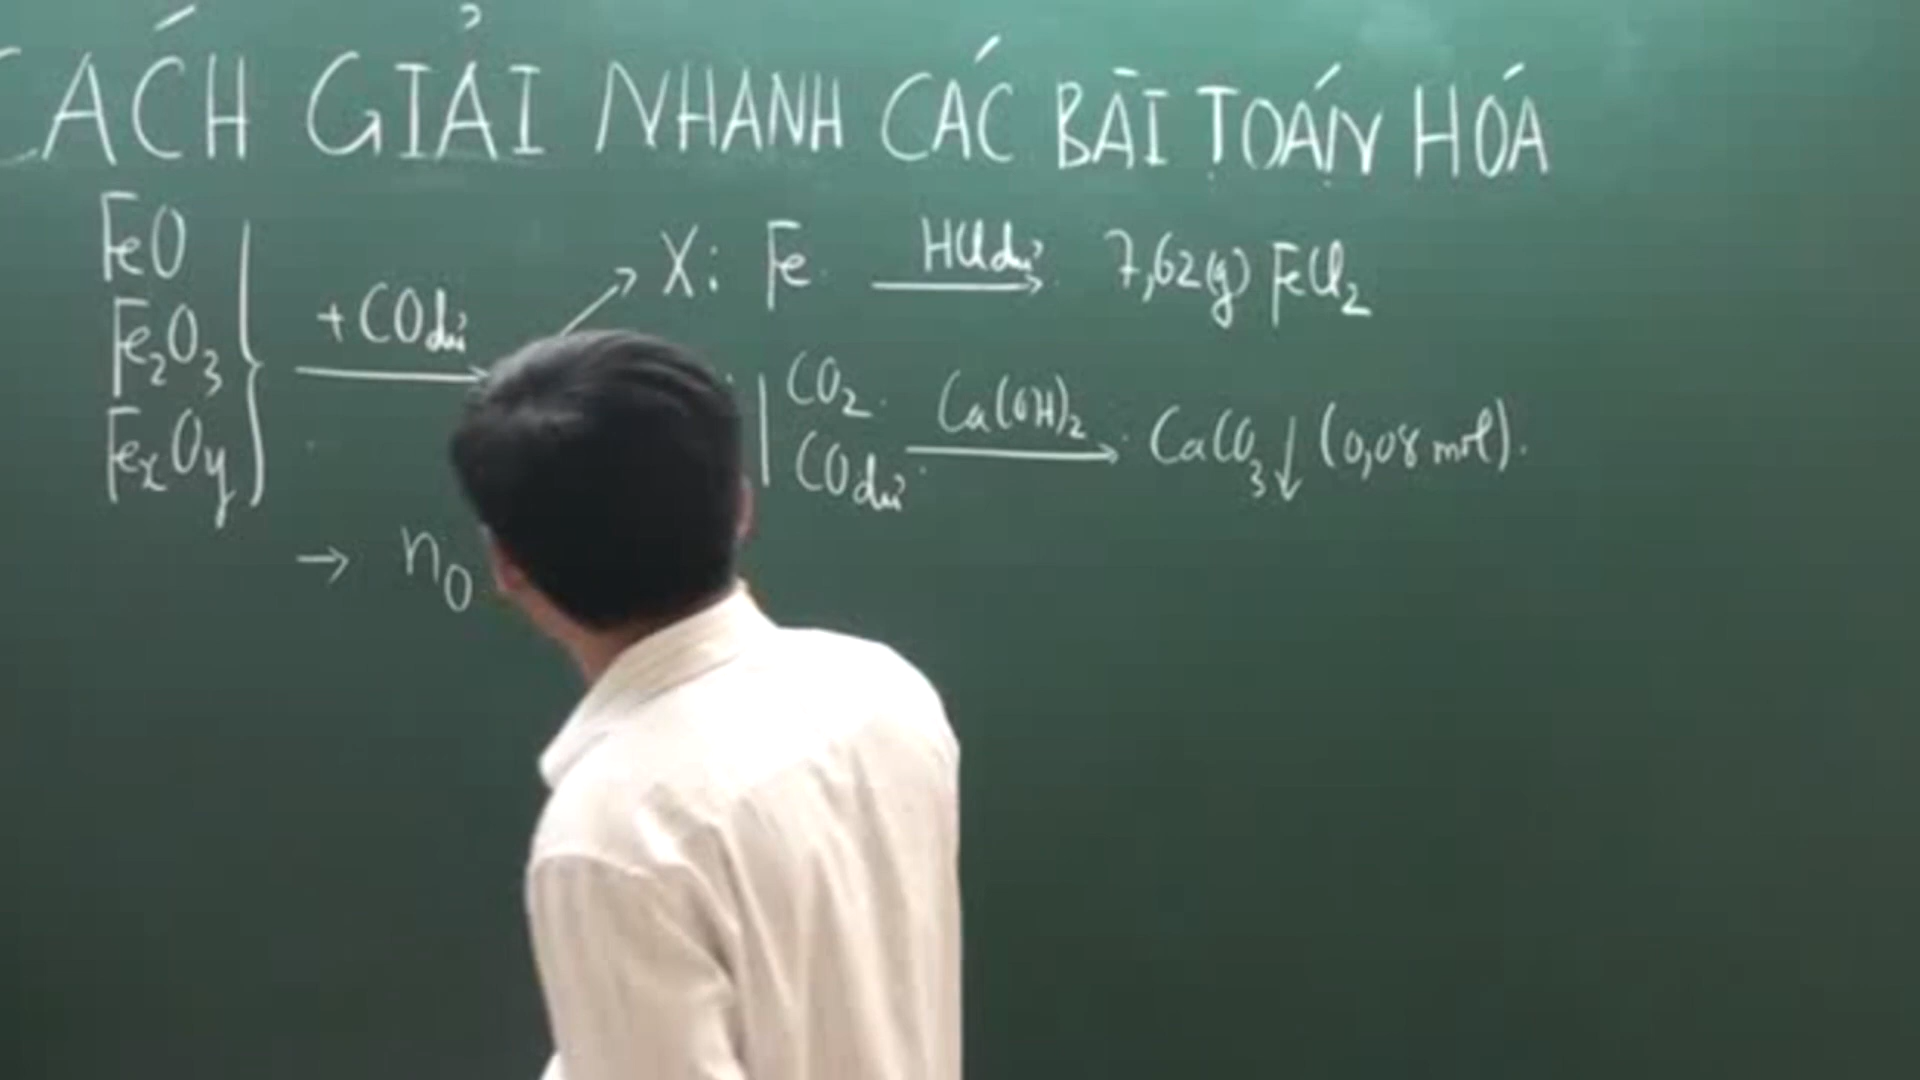 CÁCH GIẢI NHANH CÁC BÀI TOÁN HÓA
FeO
Fe₂O₃
FeₓOy
+ CO dư
X: Fe
HCl dư
7,62(g) FeCl₂
CO₂
CO dư
Ca(OH)₂
CaCO₃↓ (0,08 mol).
→ nO